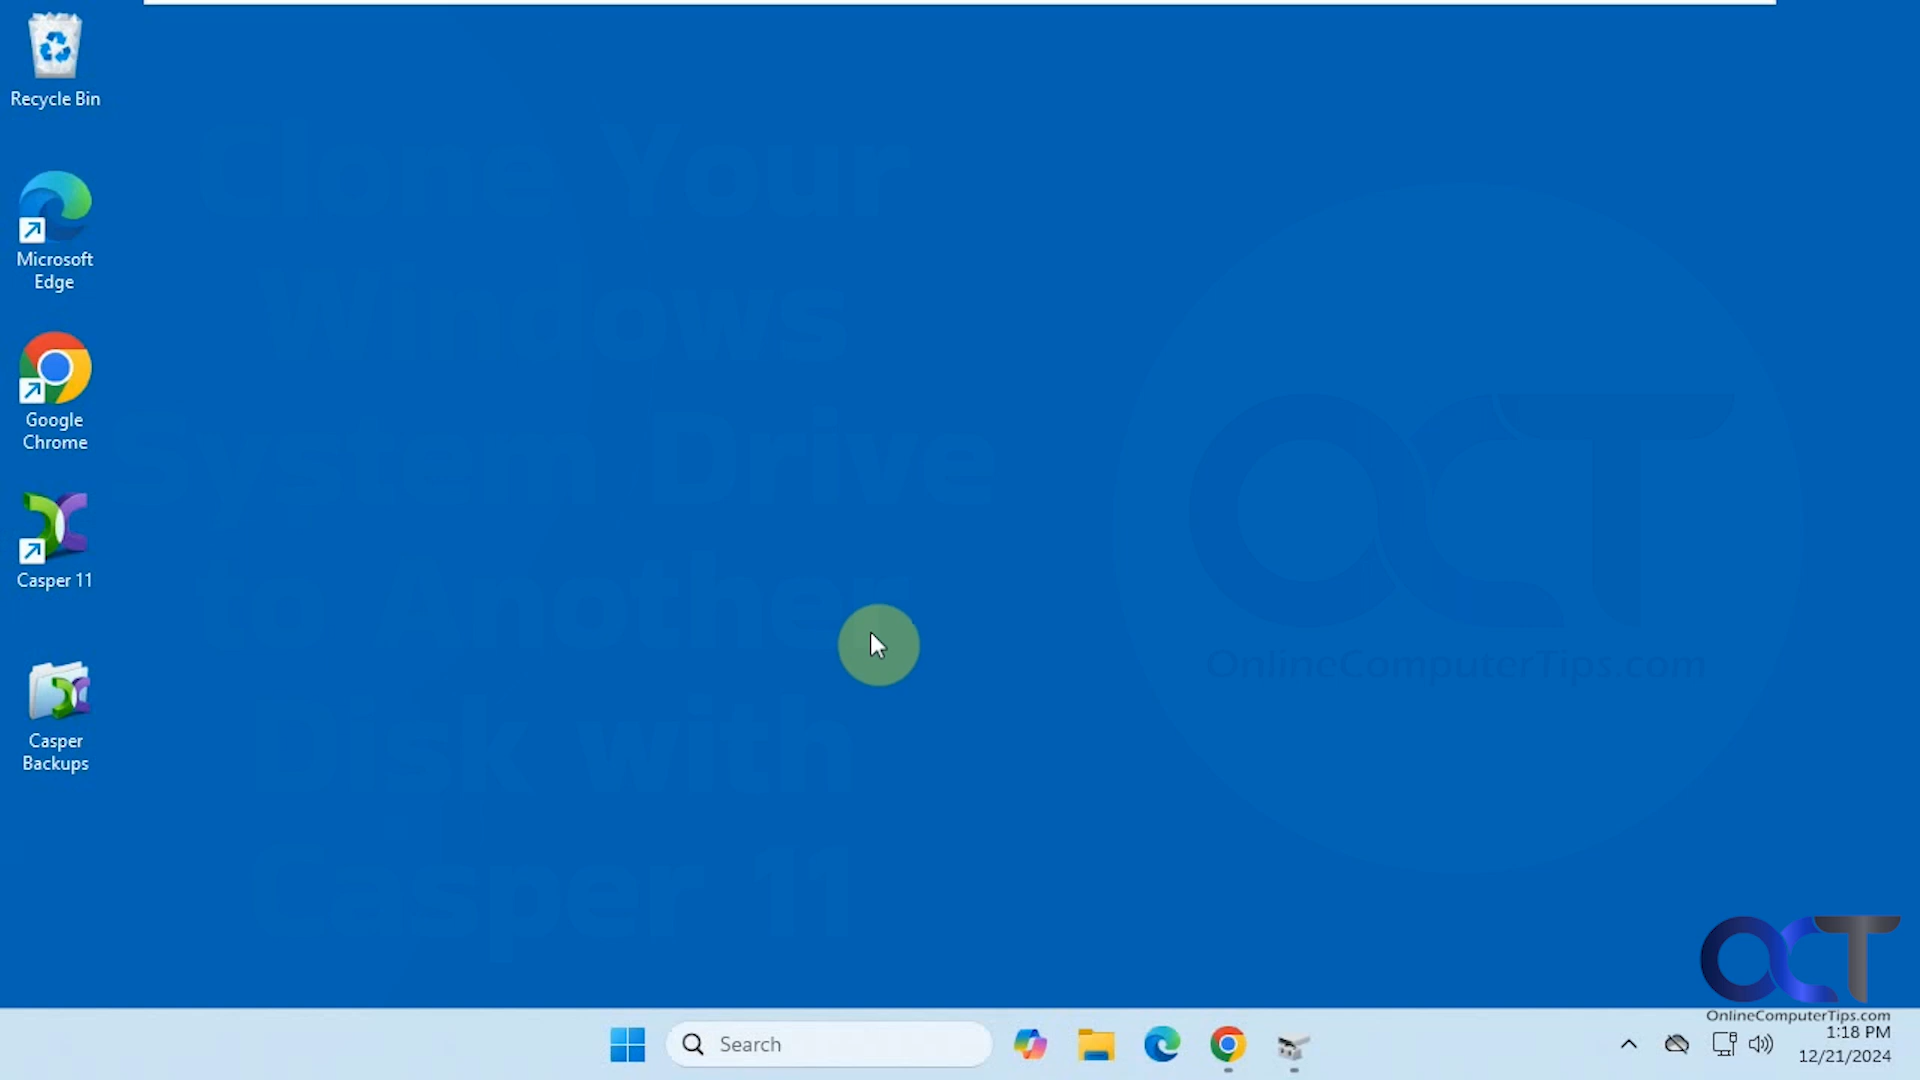 Recycle Bin
Microsoft
Edge
Google
Chrome
Casper 11
Casper
Backups
Clone Your
Windows
System Drive
to Another
Disk with
Casper 11
OCT
OnlineComputerTips.com
OCT
OnlineComputerTips.com
Search
1:18 PM
12/21/2024